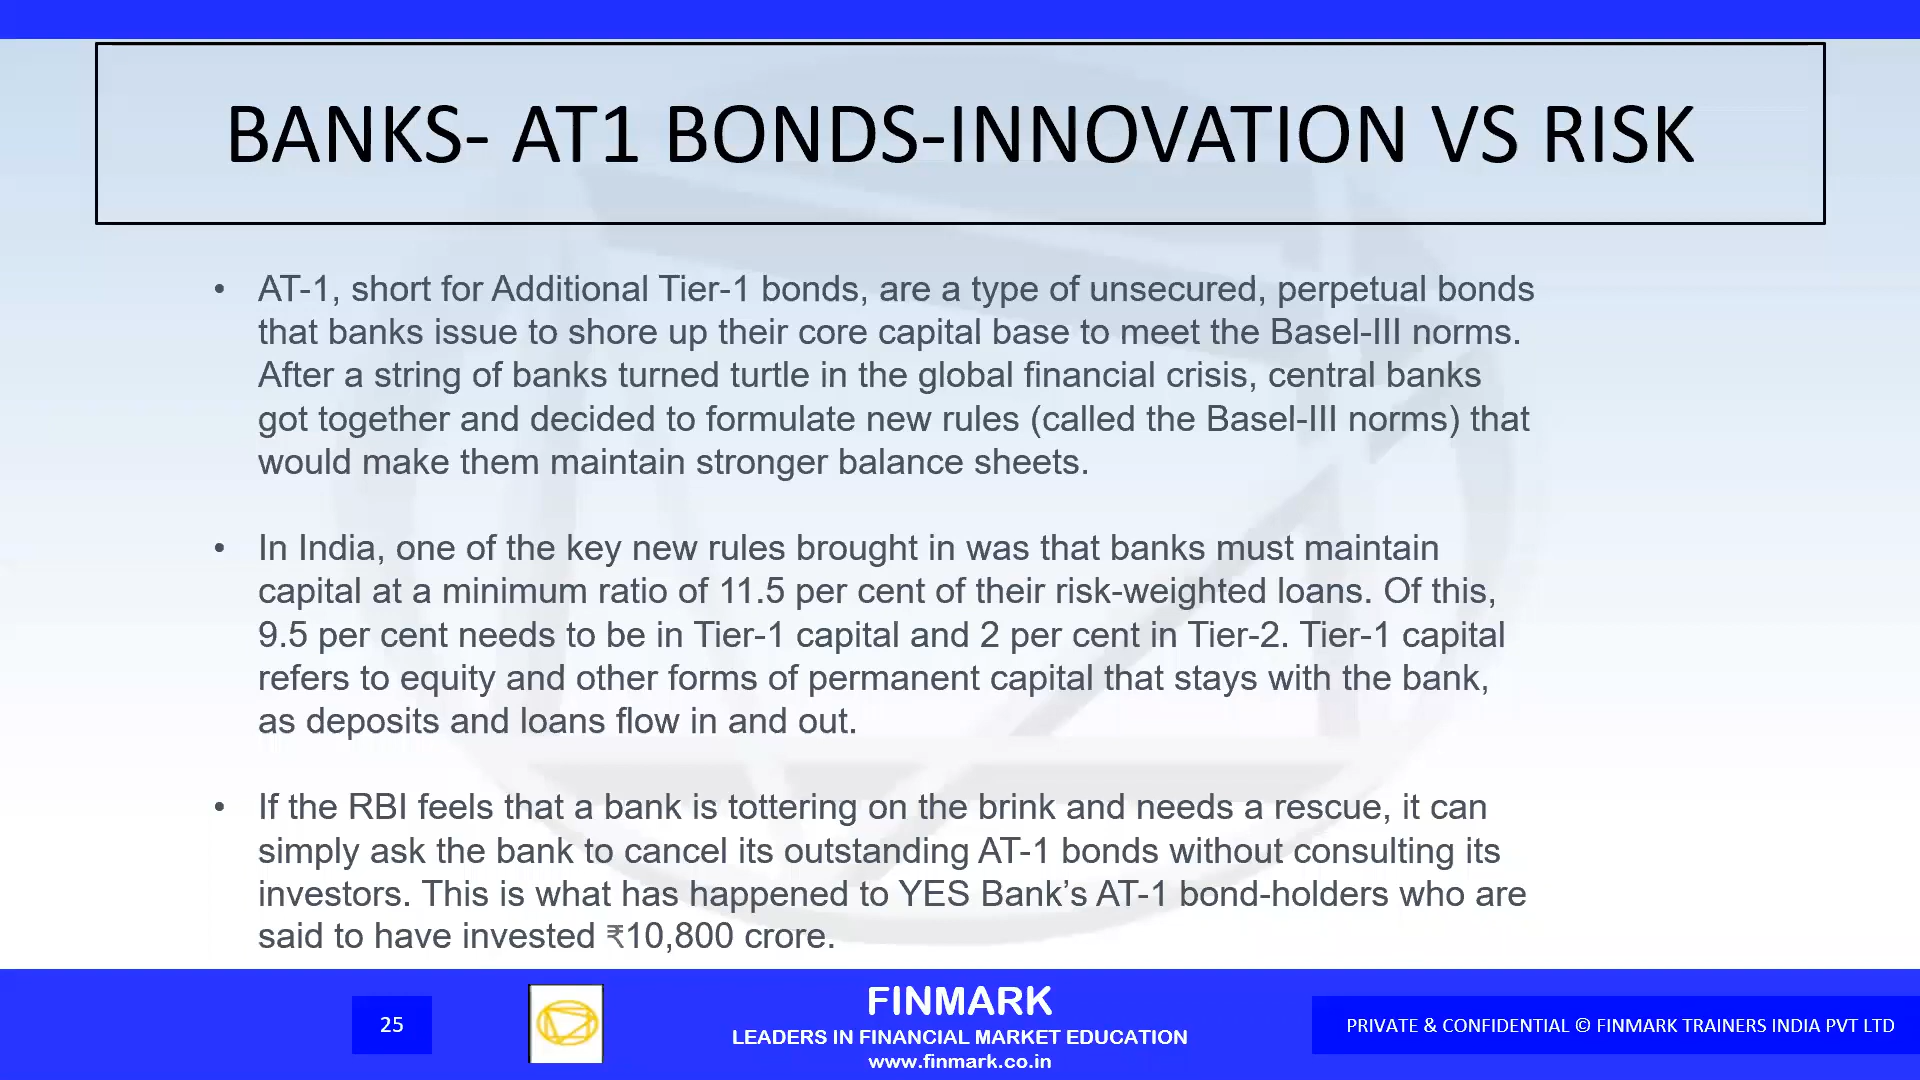 BANKS- AT1 BONDS-INNOVATION VS RISK
• AT-1, short for Additional Tier-1 bonds, are a type of unsecured, perpetual bonds
that banks issue to shore up their core capital base to meet the Basel-III norms.
After a string of banks turned turtle in the global financial crisis, central banks
got together and decided to formulate new rules (called the Basel-III norms) that
would make them maintain stronger balance sheets.
• In India, one of the key new rules brought in was that banks must maintain
capital at a minimum ratio of 11.5 per cent of their risk-weighted loans. Of this,
9.5 per cent needs to be in Tier-1 capital and 2 per cent in Tier-2. Tier-1 capital
refers to equity and other forms of permanent capital that stays with the bank,
as deposits and loans flow in and out.
• If the RBI feels that a bank is tottering on the brink and needs a rescue, it can
simply ask the bank to cancel its outstanding AT-1 bonds without consulting its
investors. This is what has happened to YES Bank’s AT-1 bond-holders who are
said to have invested ₹10,800 crore.
25
FINMARK
LEADERS IN FINANCIAL MARKET EDUCATION
www.finmark.co.in
PRIVATE & CONFIDENTIAL © FINMARK TRAINERS INDIA PVT LTD